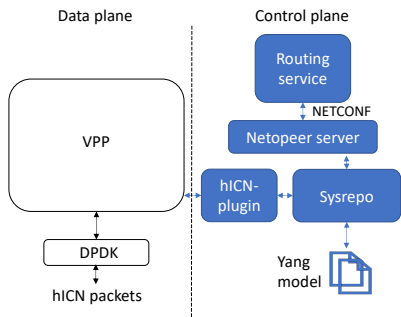 Data plane
Control plane
Routing
service
NETCONF
Netopeer server
VPP
hICN-
plugin
Sysrepo
DPDK
hICN packets
Yang
model